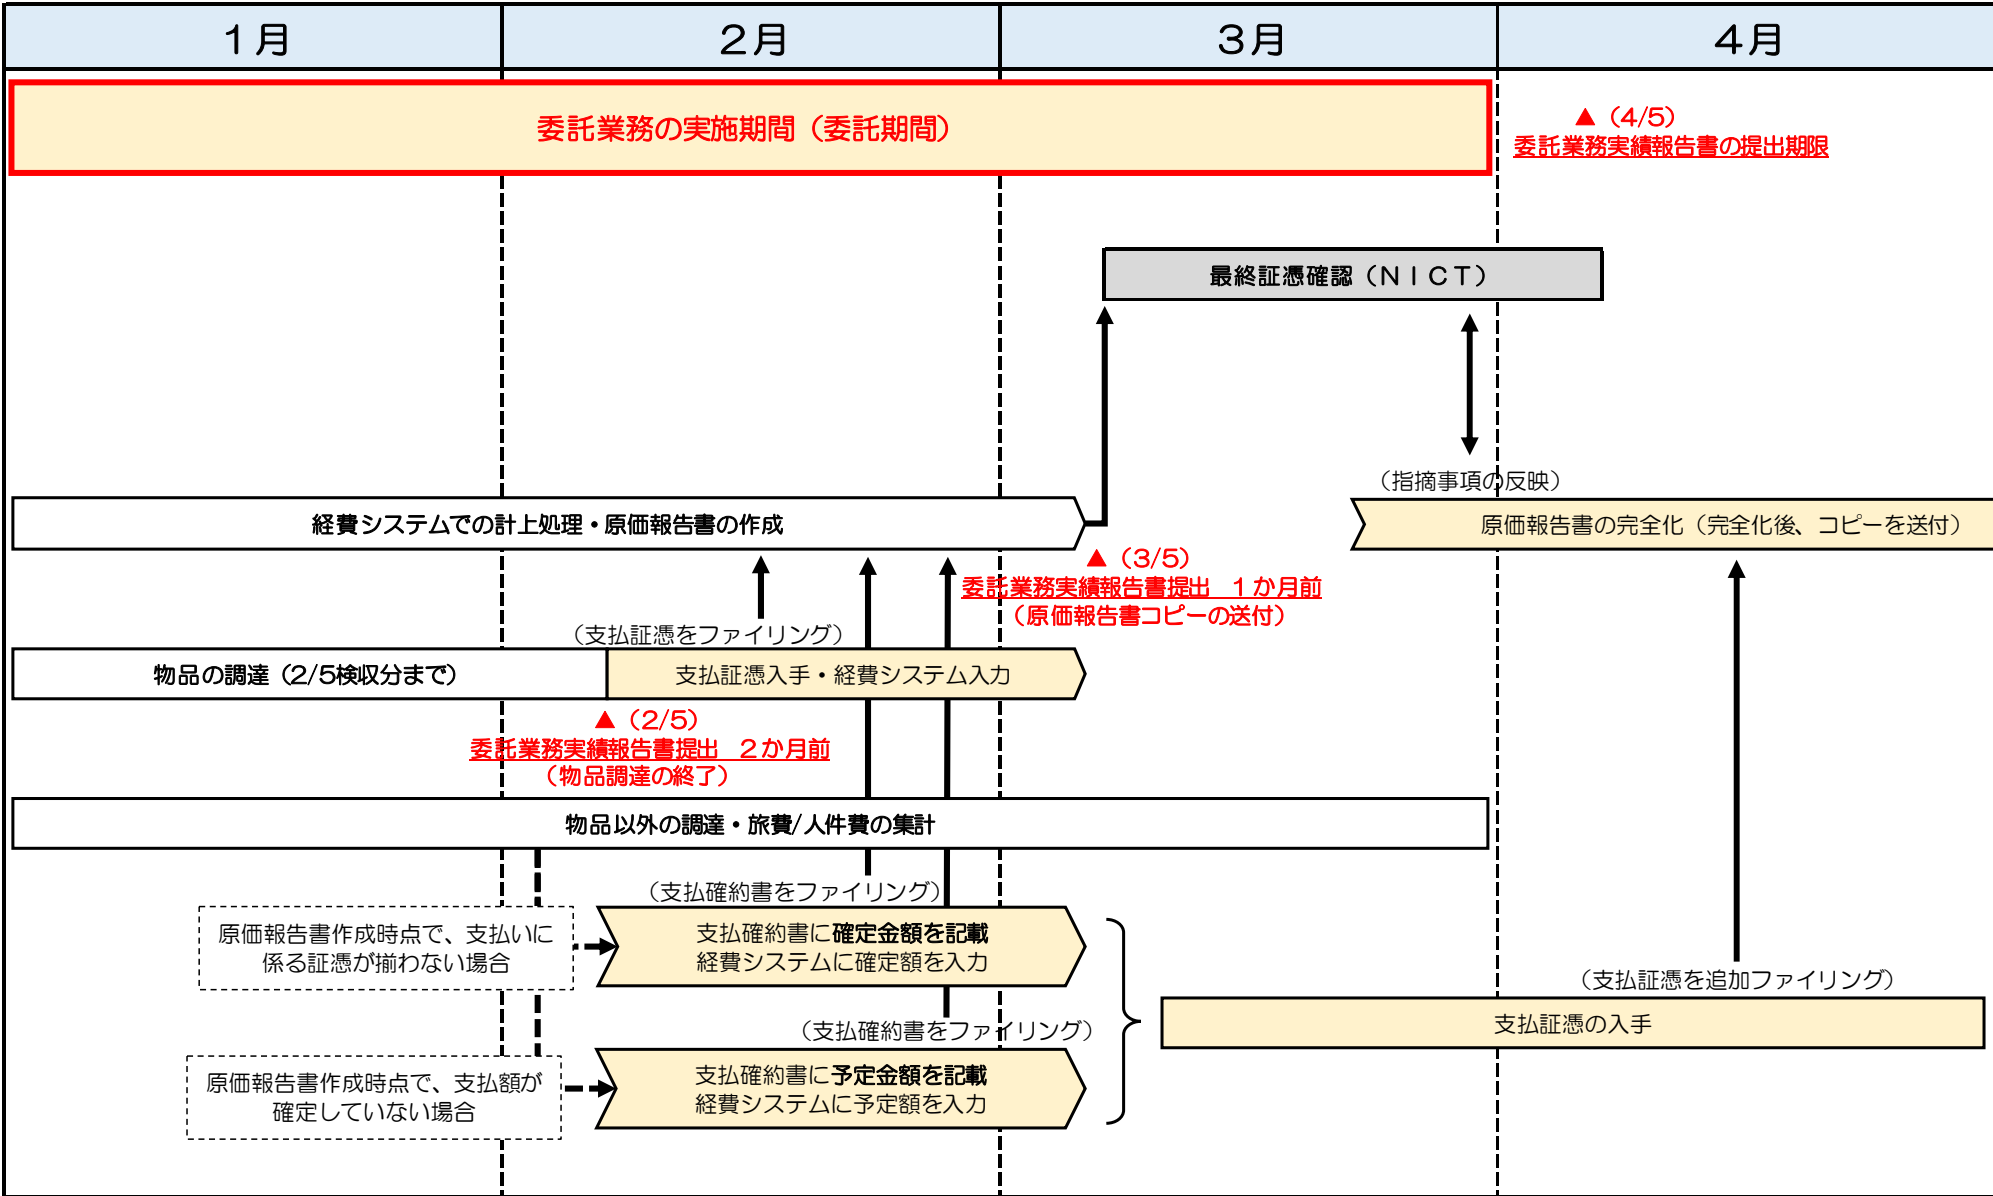 1月
2月
3月
4月
委託業務の実施期間（委託期間）
▲（4/5）
委託業務実績報告書の提出期限
最終証憑確認（ＮＩＣＴ）
（指摘事項の反映）
経費システムでの計上処理・原価報告書の作成
原価報告書の完全化（完全化後、コピーを送付）
▲（3/5）
委託業務実績報告書提出　１か月前
（原価報告書コピーの送付）
（支払証憑をファイリング）
物品の調達（2/5検収分まで）
支払証憑入手・経費システム入力
▲（2/5）
委託業務実績報告書提出　２か月前
（物品調達の終了）
物品以外の調達・旅費/人件費の集計
（支払確約書をファイリング）
原価報告書作成時点で、支払いに
係る証憑が揃わない場合
支払確約書に確定金額を記載
経費システムに確定額を入力
（支払証憑を追加ファイリング）
支払証憑の入手
（支払確約書をファイリング）
原価報告書作成時点で、支払額が
確定していない場合
支払確約書に予定金額を記載
経費システムに予定額を入力